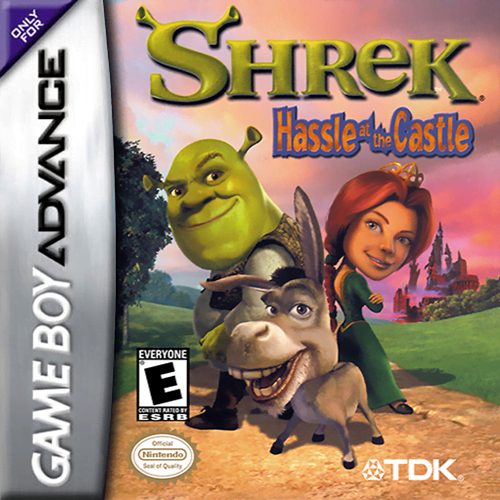 ONLY
FOR
GAME BOY ADVANCE
SHREK
®
Hassle at the Castle
EVERYONE
E
CONTENT RATED BY
ESRB
Official
Nintendo
Seal of Quality
TDK